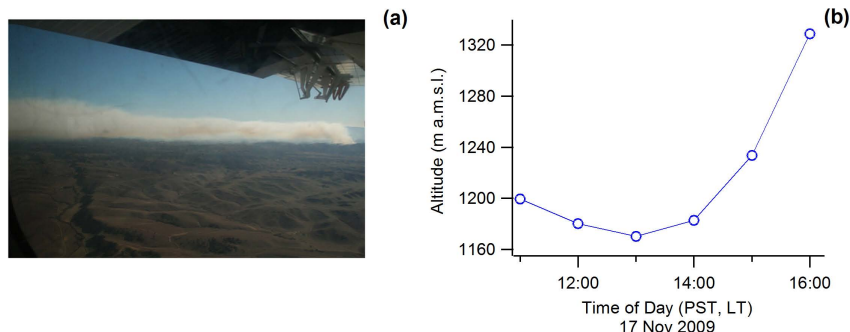 (a)
(b)
Altitude (m a.m.s.l.)
1320
1280
1240
1200
1160
12:00 14:00 16:00
Time of Day (PST, LT)
17 Nov 2009